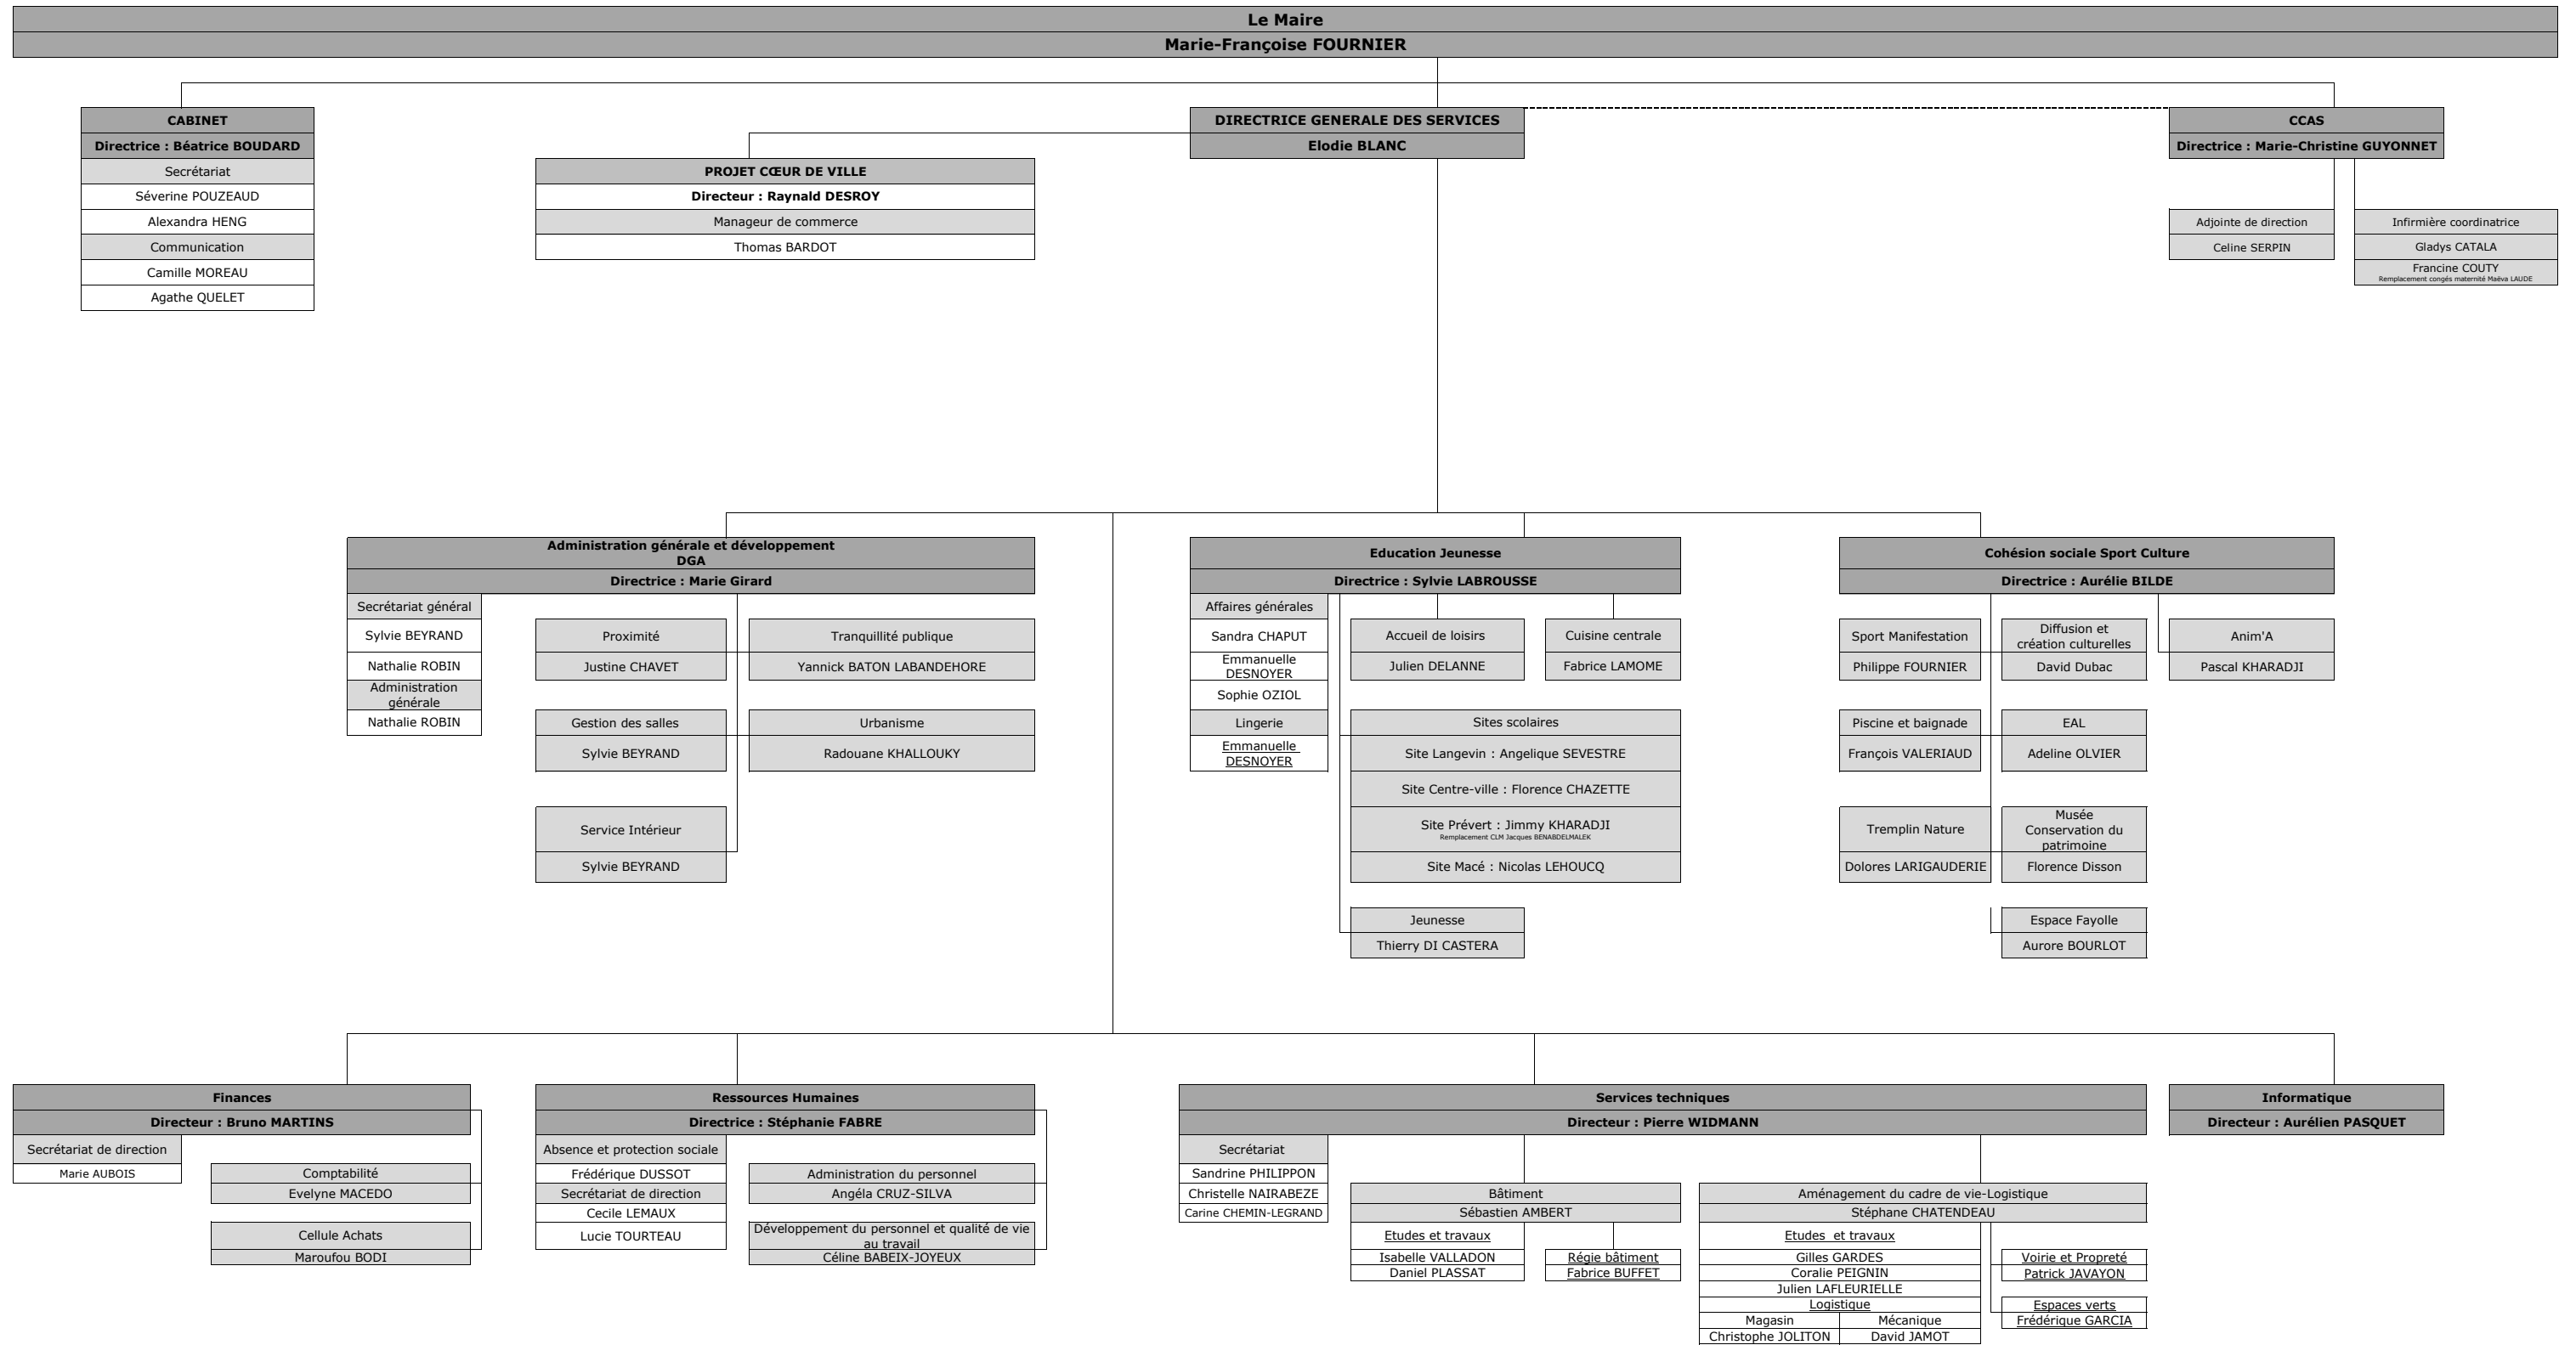 Le Maire
Marie-Françoise FOURNIER
CABINET
Directrice : Béatrice BOUDARD
Secrétariat
Séverine POUZEAUD
Alexandra HENG
Communication
Camille MOREAU
Agathe QUELET
PROJET CŒUR DE VILLE
Directeur : Raynald DESROY
Manageur de commerce
Thomas BARDOT
DIRECTRICE GENERALE DES SERVICES
Elodie BLANC
CCAS
Directrice : Marie-Christine GUYONNET
Adjointe de direction
Celine SERPIN
Infirmière coordinatrice
Gladys CATALA
Francine COUTY
Remplacement congés maternité Maëva LAUDE
Administration générale et développement
DGA
Directrice : Marie Girard
Secrétariat général
Sylvie BEYRAND
Nathalie ROBIN
Administration
générale
Nathalie ROBIN
Proximité
Justine CHAVET
Tranquillité publique
Yannick BATON LABANDEHORE
Gestion des salles
Sylvie BEYRAND
Urbanisme
Radouane KHALLOUKY
Service Intérieur
Sylvie BEYRAND
Education Jeunesse
Directrice : Sylvie LABROUSSE
Affaires générales
Sandra CHAPUT
Emmanuelle
DESNOYER
Sophie OZIOL
Lingerie
Emmanuelle
DESNOYER
Accueil de loisirs
Julien DELANNE
Cuisine centrale
Fabrice LAMOME
Sites scolaires
Site Langevin : Angelique SEVESTRE
Site Centre-ville : Florence CHAZETTE
Site Prévert : Jimmy KHARADJI
Remplacement CLM Jacques BENABDELMALEK
Site Macé : Nicolas LEHOUCQ
Jeunesse
Thierry DI CASTERA
Cohésion sociale Sport Culture
Directrice : Aurélie BILDE
Sport Manifestation
Philippe FOURNIER
Diffusion et
création culturelles
David Dubac
Anim'A
Pascal KHARADJI
Piscine et baignade
François VALERIAUD
EAL
Adeline OLVIER
Tremplin Nature
Dolores LARIGAUDERIE
Musée
Conservation du
patrimoine
Florence Disson
Espace Fayolle
Aurore BOURLOT
Finances
Directeur : Bruno MARTINS
Secrétariat de direction
Marie AUBOIS
Comptabilité
Evelyne MACEDO
Cellule Achats
Maroufou BODI
Ressources Humaines
Directrice : Stéphanie FABRE
Absence et protection sociale
Frédérique DUSSOT
Secrétariat de direction
Cecile LEMAUX
Lucie TOURTEAU
Administration du personnel
Angéla CRUZ-SILVA
Développement du personnel et qualité de vie
au travail
Céline BABEIX-JOYEUX
Services techniques
Directeur : Pierre WIDMANN
Secrétariat
Sandrine PHILIPPON
Christelle NAIRABEZE
Carine CHEMIN-LEGRAND
Bâtiment
Sébastien AMBERT
Etudes et travaux
Isabelle VALLADON
Daniel PLASSAT
Régie bâtiment
Fabrice BUFFET
Aménagement du cadre de vie-Logistique
Stéphane CHATENDEAU
Etudes et travaux
Gilles GARDES
Coralie PEIGNIN
Julien LAFLEURIELLE
Logistique
Magasin
Mécanique
Christophe JOLITON
David JAMOT
Voirie et Propreté
Patrick JAVAYON
Espaces verts
Frédérique GARCIA
Informatique
Directeur : Aurélien PASQUET